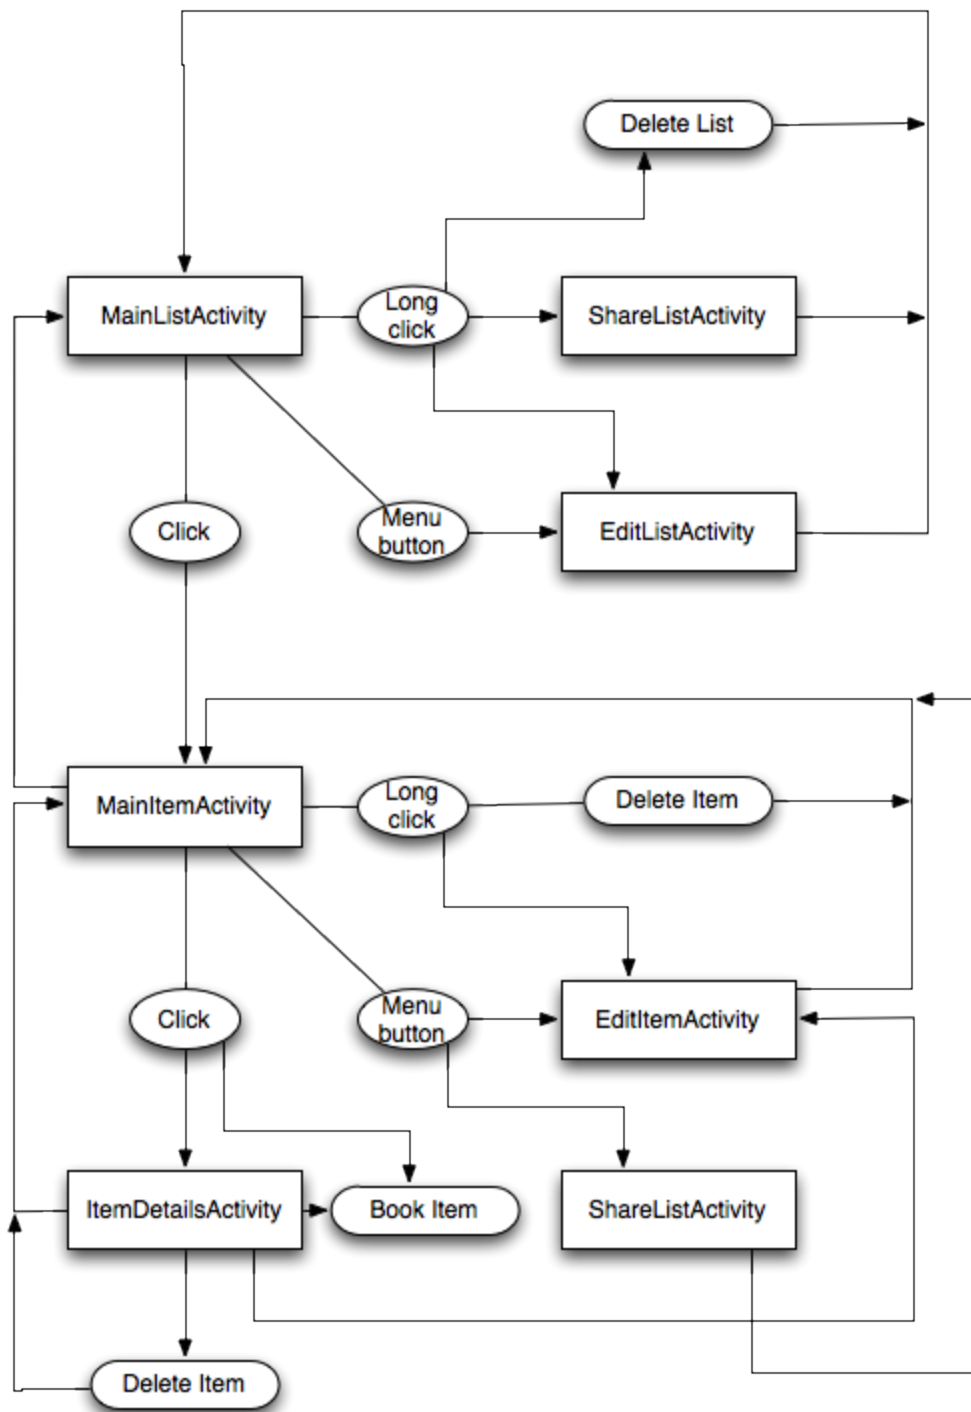 Delete List
MainListActivity
Long
click
ShareListActivity
Click
Menu
button
EditListActivity
MainItemActivity
Long
click
Delete Item
Click
Menu
button
EditItemActivity
ItemDetailsActivity
Book Item
ShareListActivity
Delete Item